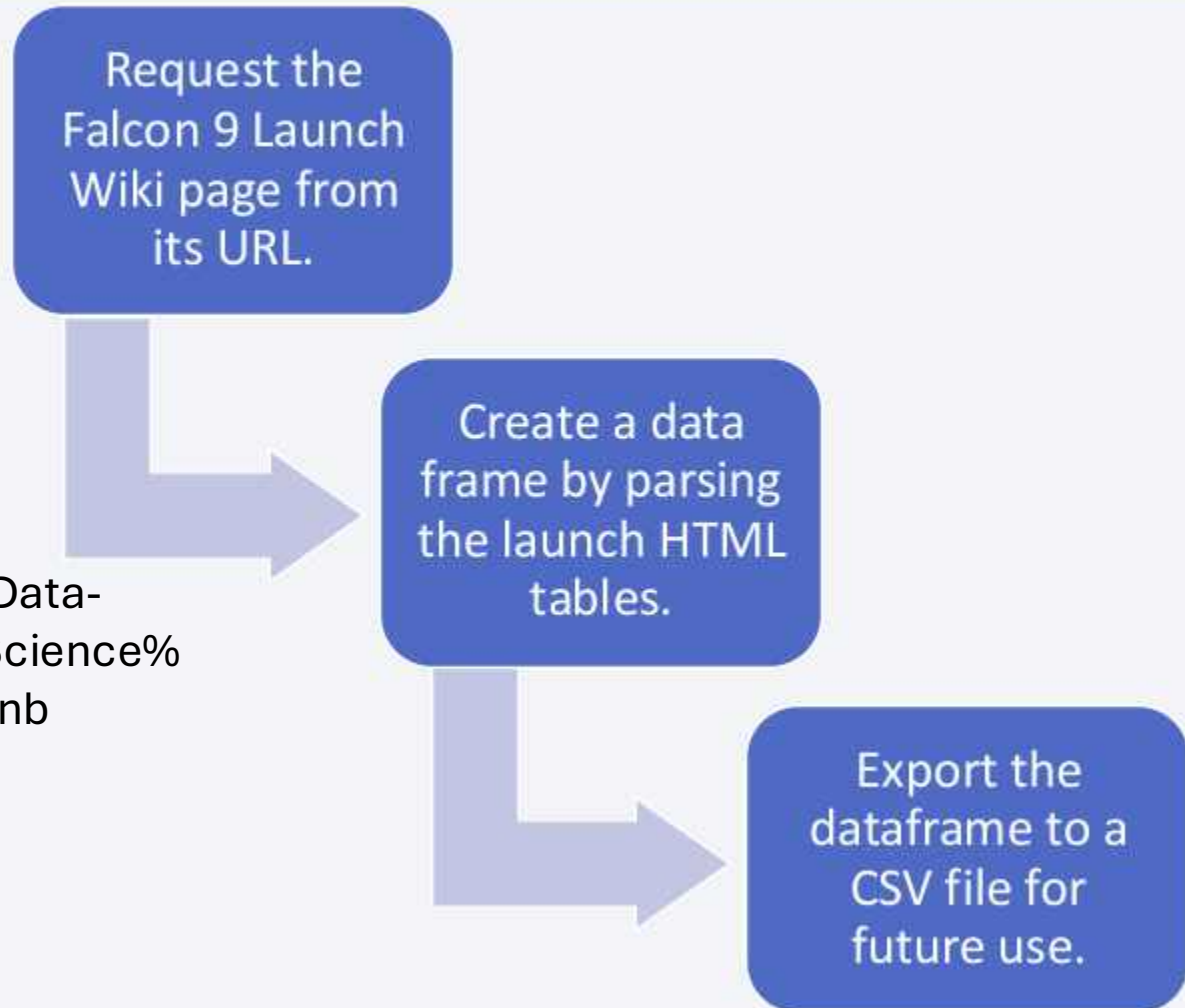 Request the
Falcon 9 Launch
Wiki page from
its URL.
Create a data
frame by parsing
the launch HTML
tables.
Data-
Science%
nb
Export the
dataframe to a
CSV file for
future use.